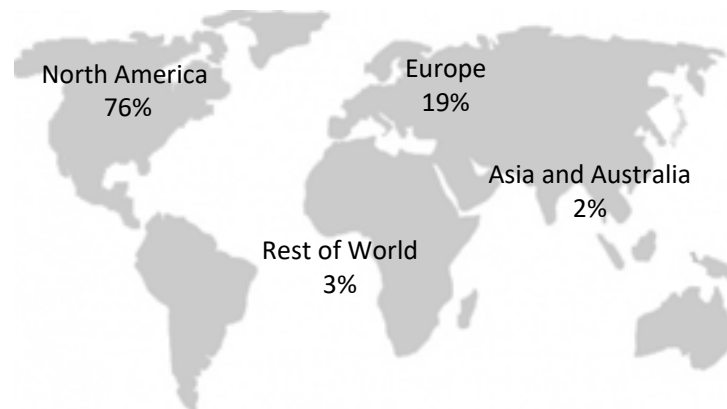 North America
76%
Europe
19%
Asia and Australia
2%
Rest of World
3%